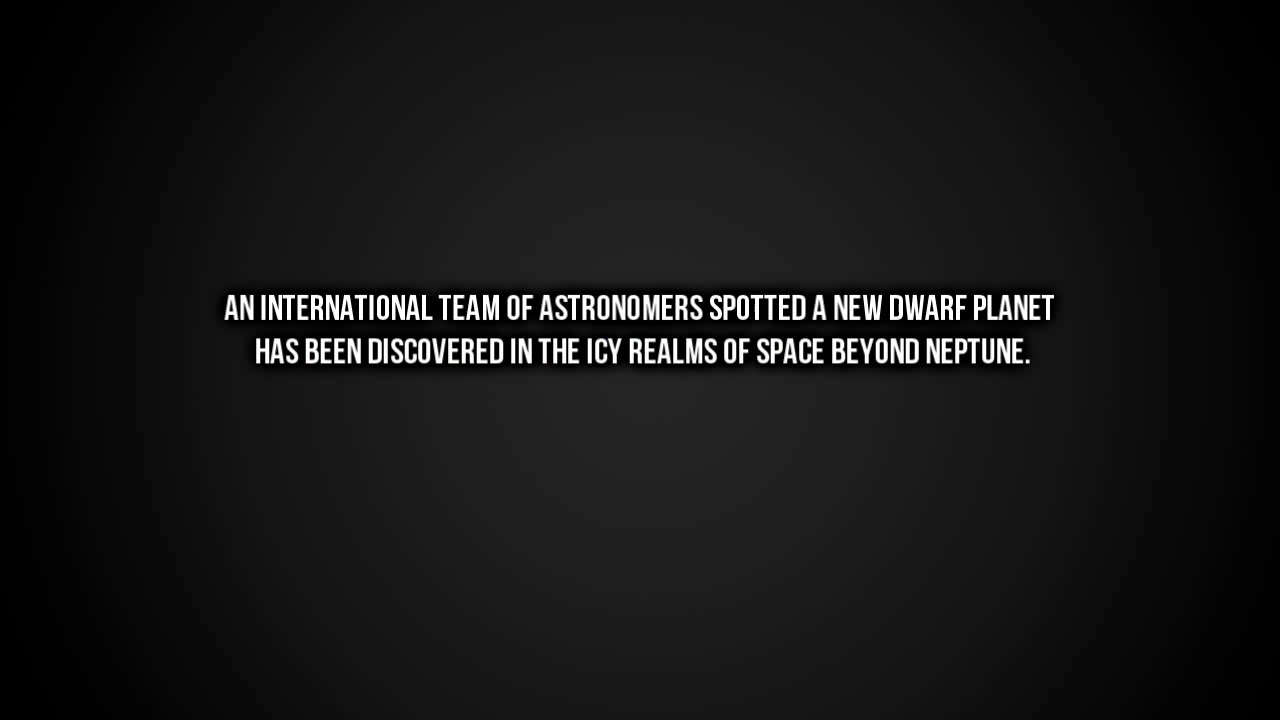 AN INTERNATIONAL TEAM OF ASTRONOMERS SPOTTED A NEW DWARF PLANET
HAS BEEN DISCOVERED IN THE ICY REALMS OF SPACE BEYOND NEPTUNE.